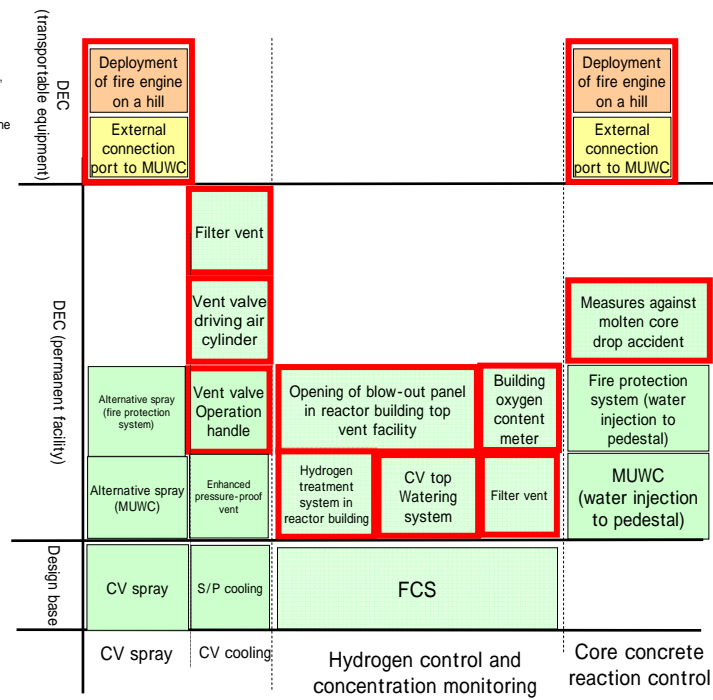 DEC
(transportable equipment)
,
ne
Deployment
of fire engine
on a hill
External
connection
port to MUWC
Deployment
of fire engine
on a hill
External
connection
port to MUWC
DEC (permanent facility)
Filter vent
Vent valve
driving air
cylinder
Measures against
molten core
drop accident
Alternative spray
(fire protection
system)
Vent valve
Operation
handle
Opening of blow-out panel
in reactor building top
vent facility
Building
oxygen
content
meter
Fire protection
system (water
injection to
pedestal)
Alternative spray
(MUWC)
Enhanced
pressure-proof
vent
Hydrogen
treatment
system in
reactor building
CV top
Watering
system
Filter vent
MUWC
(water injection
to pedestal)
Design base
CV spray
S/P cooling
FCS
CV spray
CV cooling
Hydrogen control and
concentration monitoring
Core concrete
reaction control